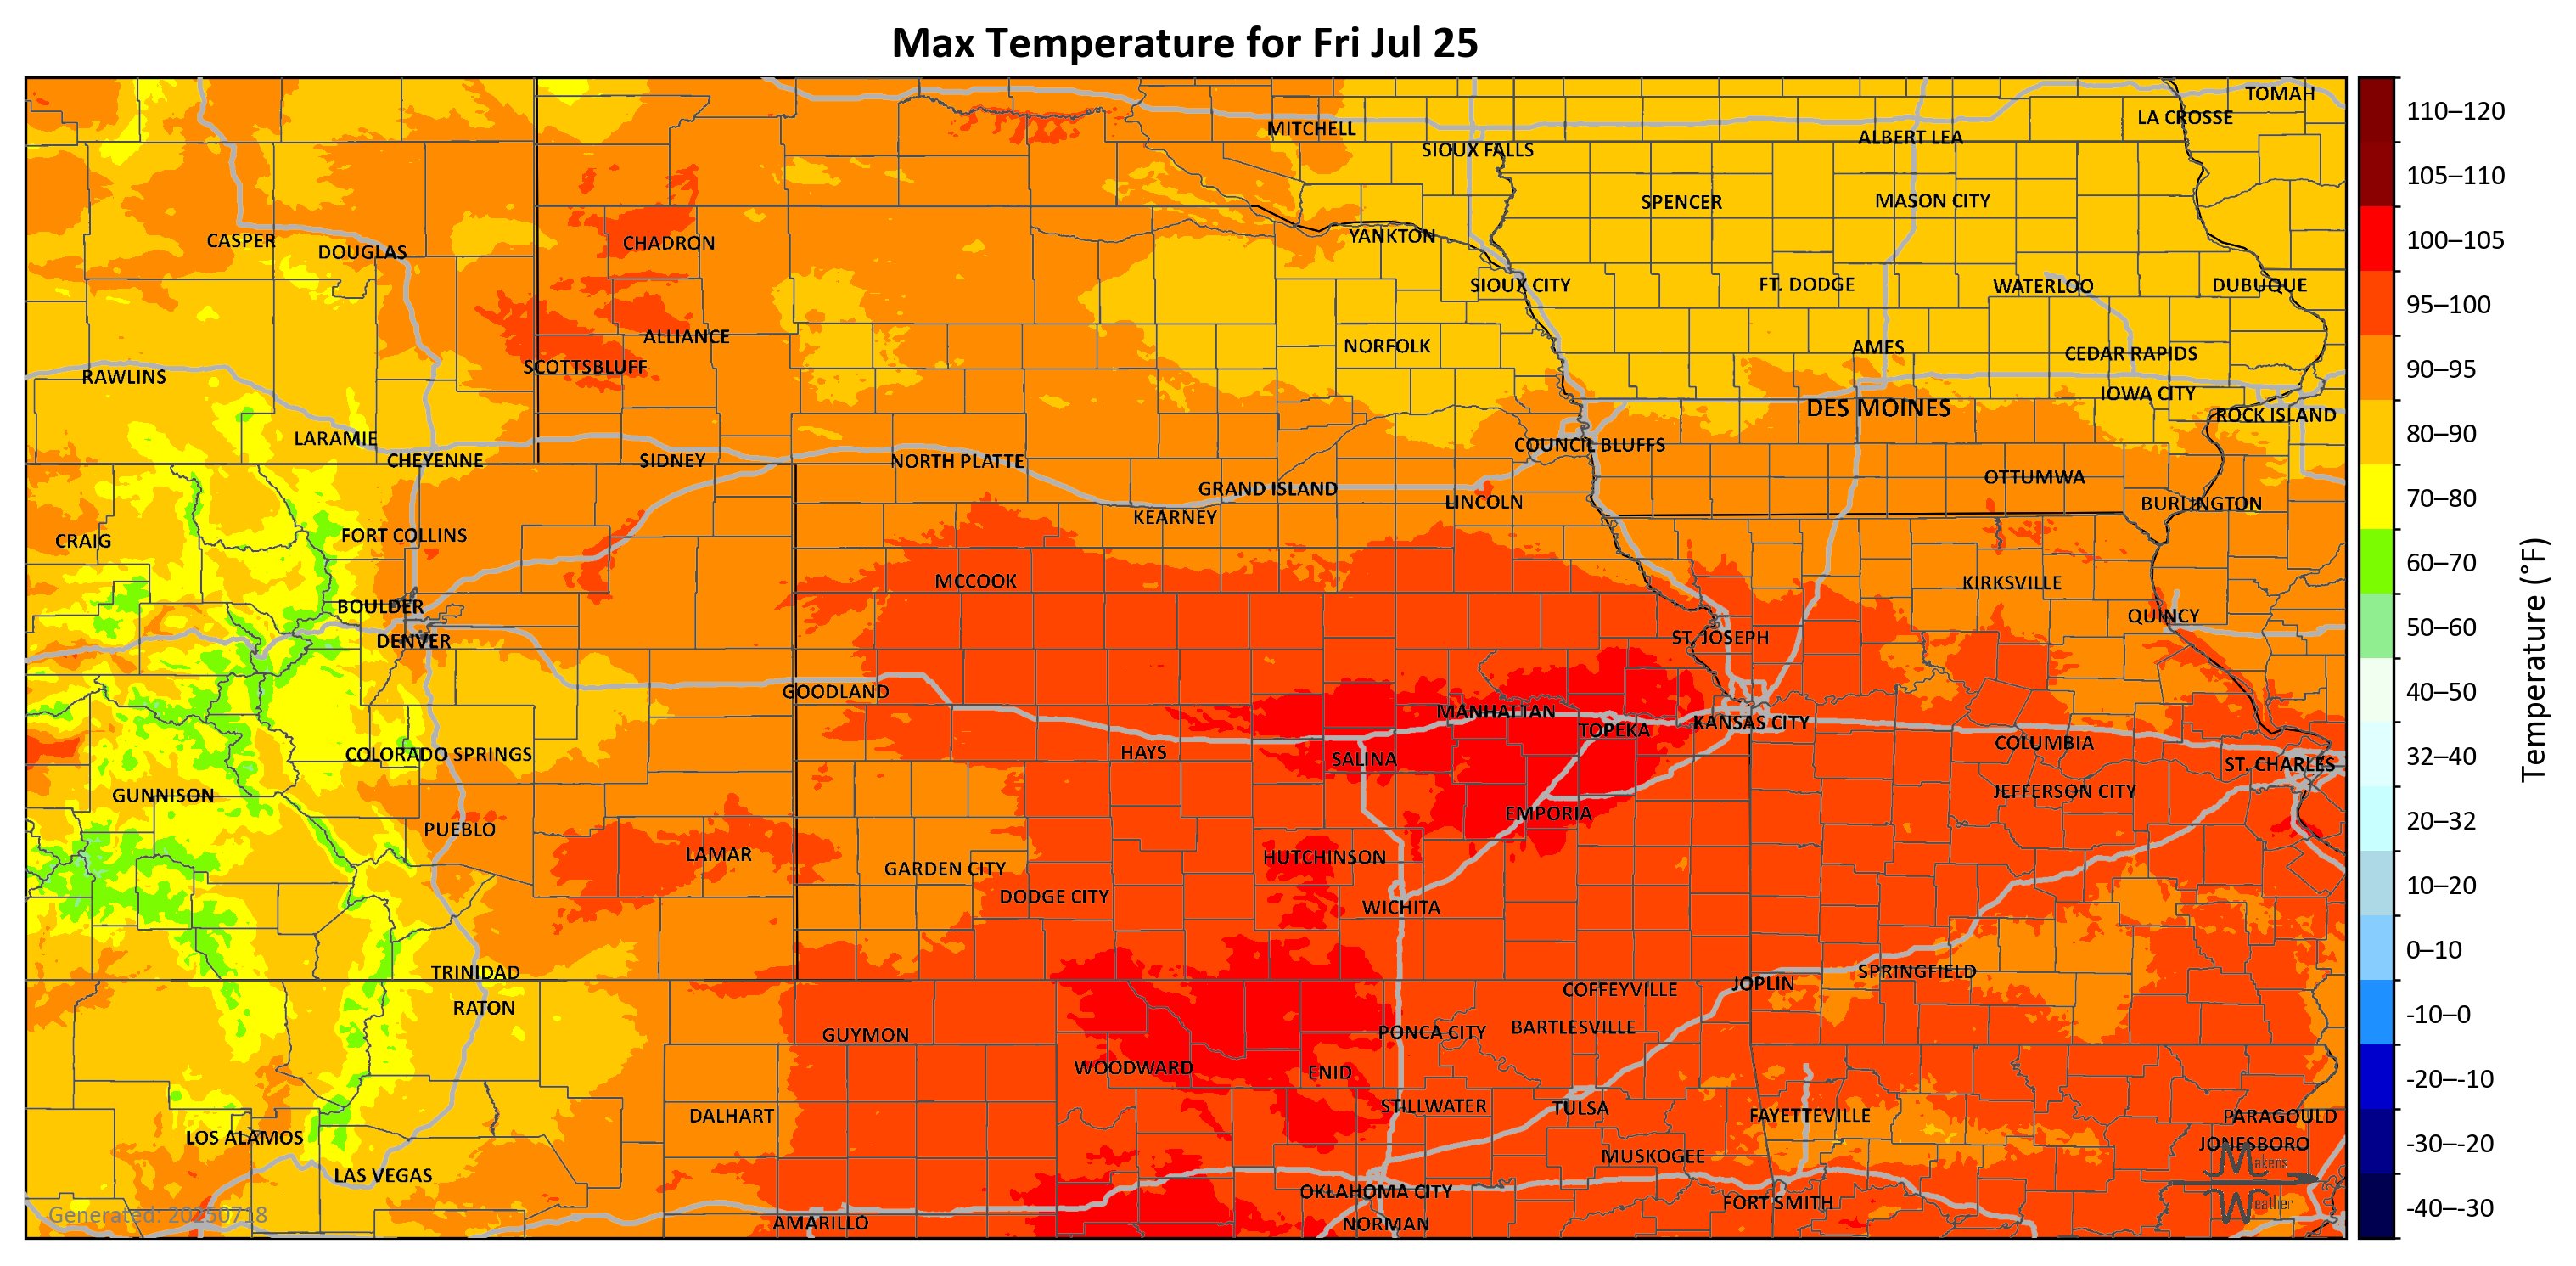 Max Temperature for Fri Jul 25
TOMAH
LA CROSSE
MITCHELL
ALBERT LEA
SIOUX FALLS
SPENCER
MASON CITY
CASPER
DOUGLAS
CHADRON
YANKTON
SIOUX CITY
FT. DODGE
WATERLOO
DUBUQUE
ALLIANCE
NORFOLK
AMES
CEDAR RAPIDS
SCOTTSBLUFF
RAWLINS
IOWA CITY
DES MOINES
ROCK ISLAND
LARAMIE
COUNCIL BLUFFS
CHEYENNE
SIDNEY
NORTH PLATTE
OTTUMWA
GRAND ISLAND
LINCOLN
BURLINGTON
KEARNEY
FORT COLLINS
CRAIG
MCCOOK
KIRKSVILLE
BOULDER
QUINCY
DENVER
ST. JOSEPH
GOODLAND
MANHATTAN
KANSAS CITY
TOPEKA
COLUMBIA
COLORADO SPRINGS
HAYS
SALINA
ST. CHARLES
GUNNISON
JEFFERSON CITY
EMPORIA
PUEBLO
LAMAR
HUTCHINSON
GARDEN CITY
DODGE CITY
WICHITA
TRINIDAD
SPRINGFIELD
JOPLIN
COFFEYVILLE
RATON
GUYMON
PONCA CITY
BARTLESVILLE
WOODWARD
ENID
DALHART
STILLWATER
TULSA
FAYETTEVILLE
PARAGOULD
LOS ALAMOS
JONESBORO
MUSKOGEE
LAS VEGAS
OKLAHOMA CITY
FORT SMITH
AMARILLO
NORMAN
Generated: 20250718
Makens
Weather
110–120
105–110
100–105
95–100
90–95
80–90
70–80
60–70
50–60
40–50
32–40
20–32
10–20
0–10
-10–0
-20–-10
-30–-20
-40–-30
Temperature (°F)